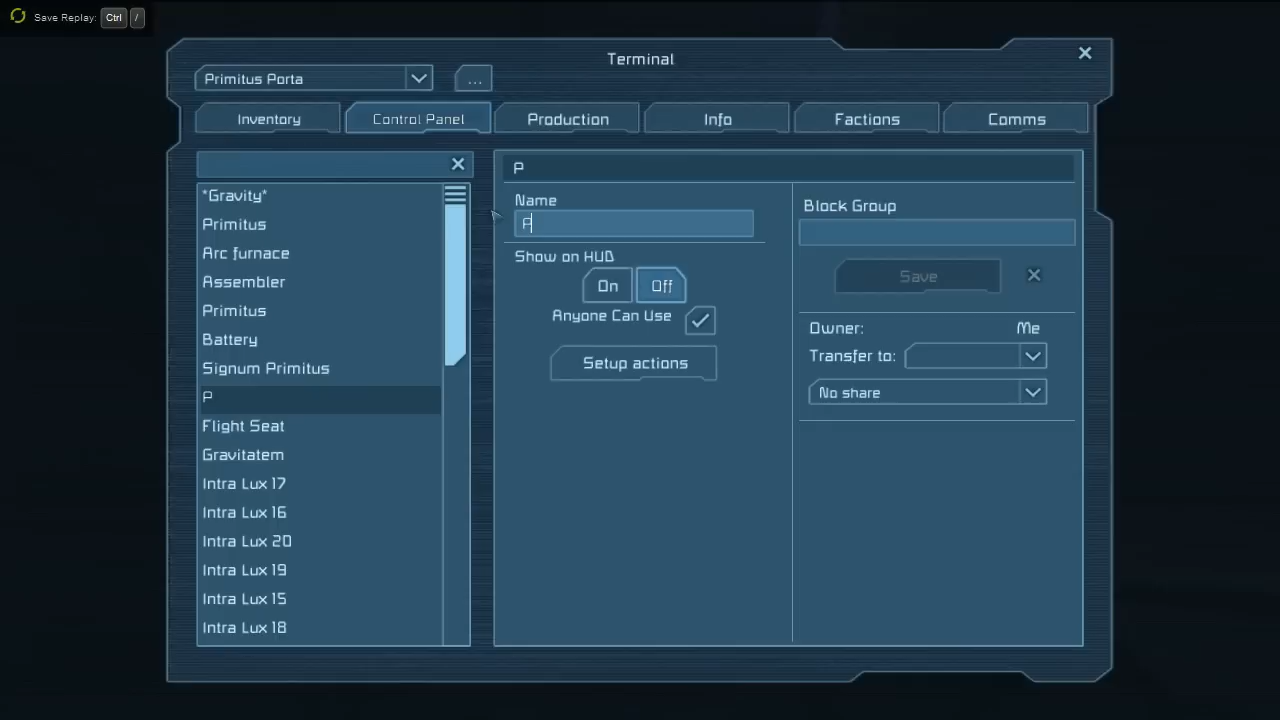 Save Replay: Ctrl /
Terminal
Primitus Porta
...
Inventory
Control Panel
Production
Info
Factions
Comms
*Gravity*
Primitus
Arc furnace
Assembler
Primitus
Battery
Signum Primitus
P
Flight Seat
Gravitatem
Intra Lux 17
Intra Lux 16
Intra Lux 20
Intra Lux 19
Intra Lux 15
Intra Lux 18
P
Name
P
Show on HUD
On Off
Anyone Can Use
Setup actions
Block Group
Save
Owner: Me
Transfer to:
No share